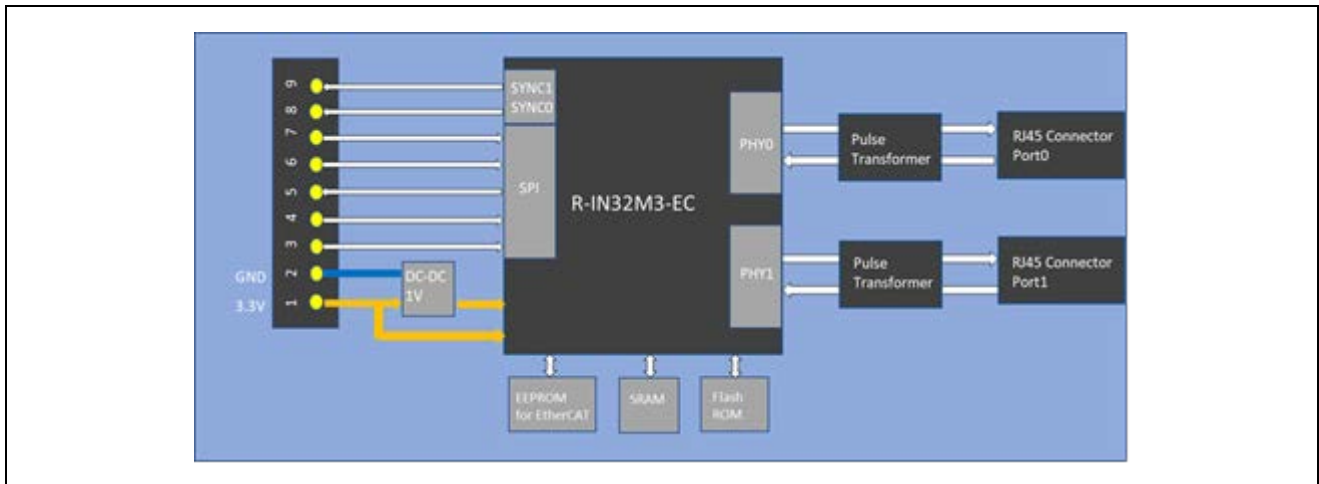 9
8
7
6
5
4
3
2
1
GND
3.3V
DC-DC
1V
SYNC1
SYNC0
SPI
R-IN32M3-EC
PHY0
PHY1
Pulse
Transformer
RJ45 Connector
Port0
Pulse
Transformer
RJ45 Connector
Port1
EEPROM
for EtherCAT
SRAM
Flash
ROM